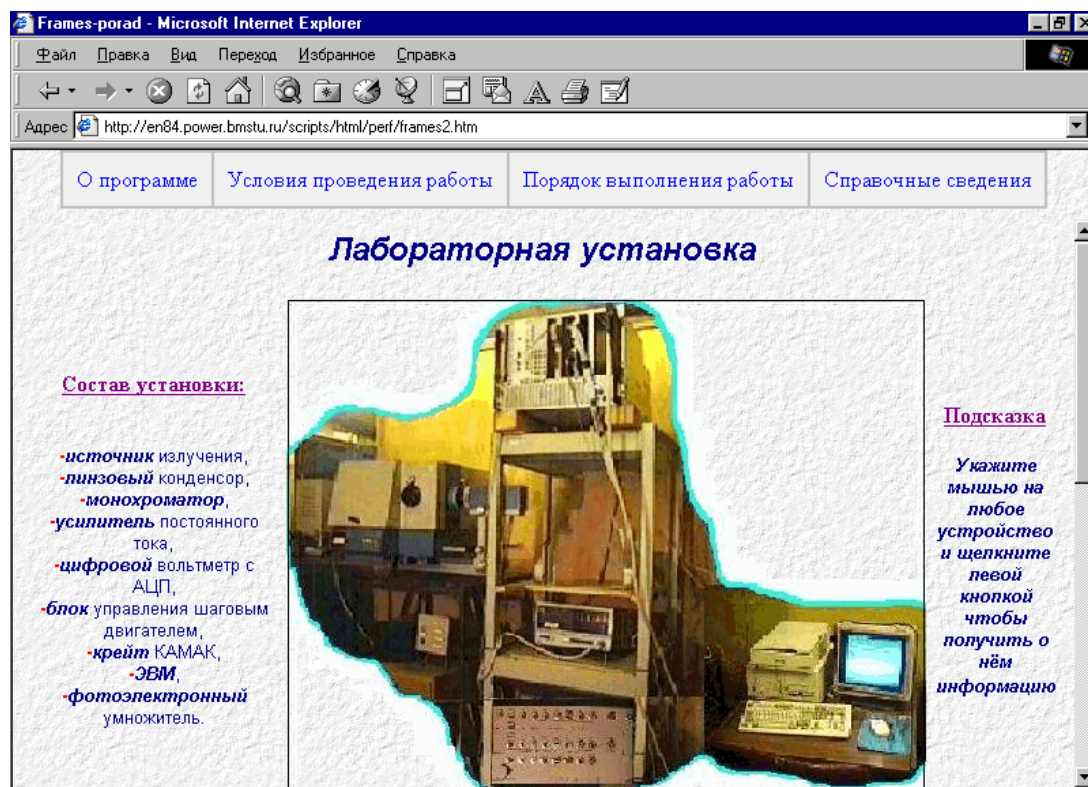 Frames-porad - Microsoft Internet Explorer
Файл Правка Вид Переход Избранное Справка
Адрес http://en84.power.bmstu.ru/scripts/html/perf/frames2.htm
О программе Условия проведения работы Порядок выполнения работы Справочные сведения
Лабораторная установка
Состав установки:
-источник излучения,
-линзовый конденсор,
-монохроматор,
-усилитель постоянного
тока,
-цифровой вольтметр с
АЦП,
-блок управления шаговым
двигателем,
-крейт КАМАК,
-ЭВМ,
-фотоэлектронный
умножитель.
Подсказка
Укажите
мышью на
любое
устройство
и щелкните
левой
кнопкой
чтобы
получить о
нём
информацию